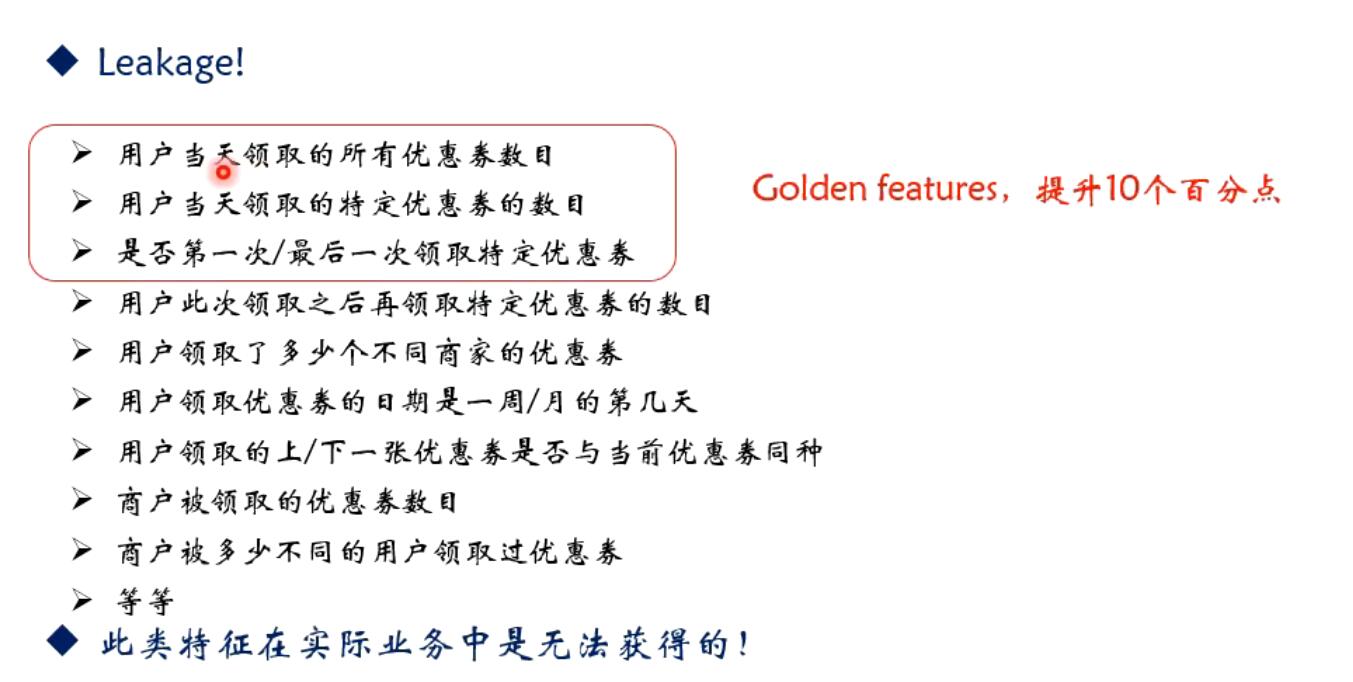 Leakage!
用户当天领取的所有优惠券数目
Golden features，提升10个百分点
用户当天领取的特定优惠券的数目
是否第一次/最后一次领取特定优惠券
用户此次领取之后再领取特定优惠券的数目
用户领取了多少个不同商家的优惠券
用户领取优惠券的日期是一周/月的第几天
用户领取的上/下一张优惠券是否与当前优惠券同种
商户被领取的优惠券数目
商户被多少不同的用户领取过优惠券
等等
此类特征在实际业务中是无法获得的！